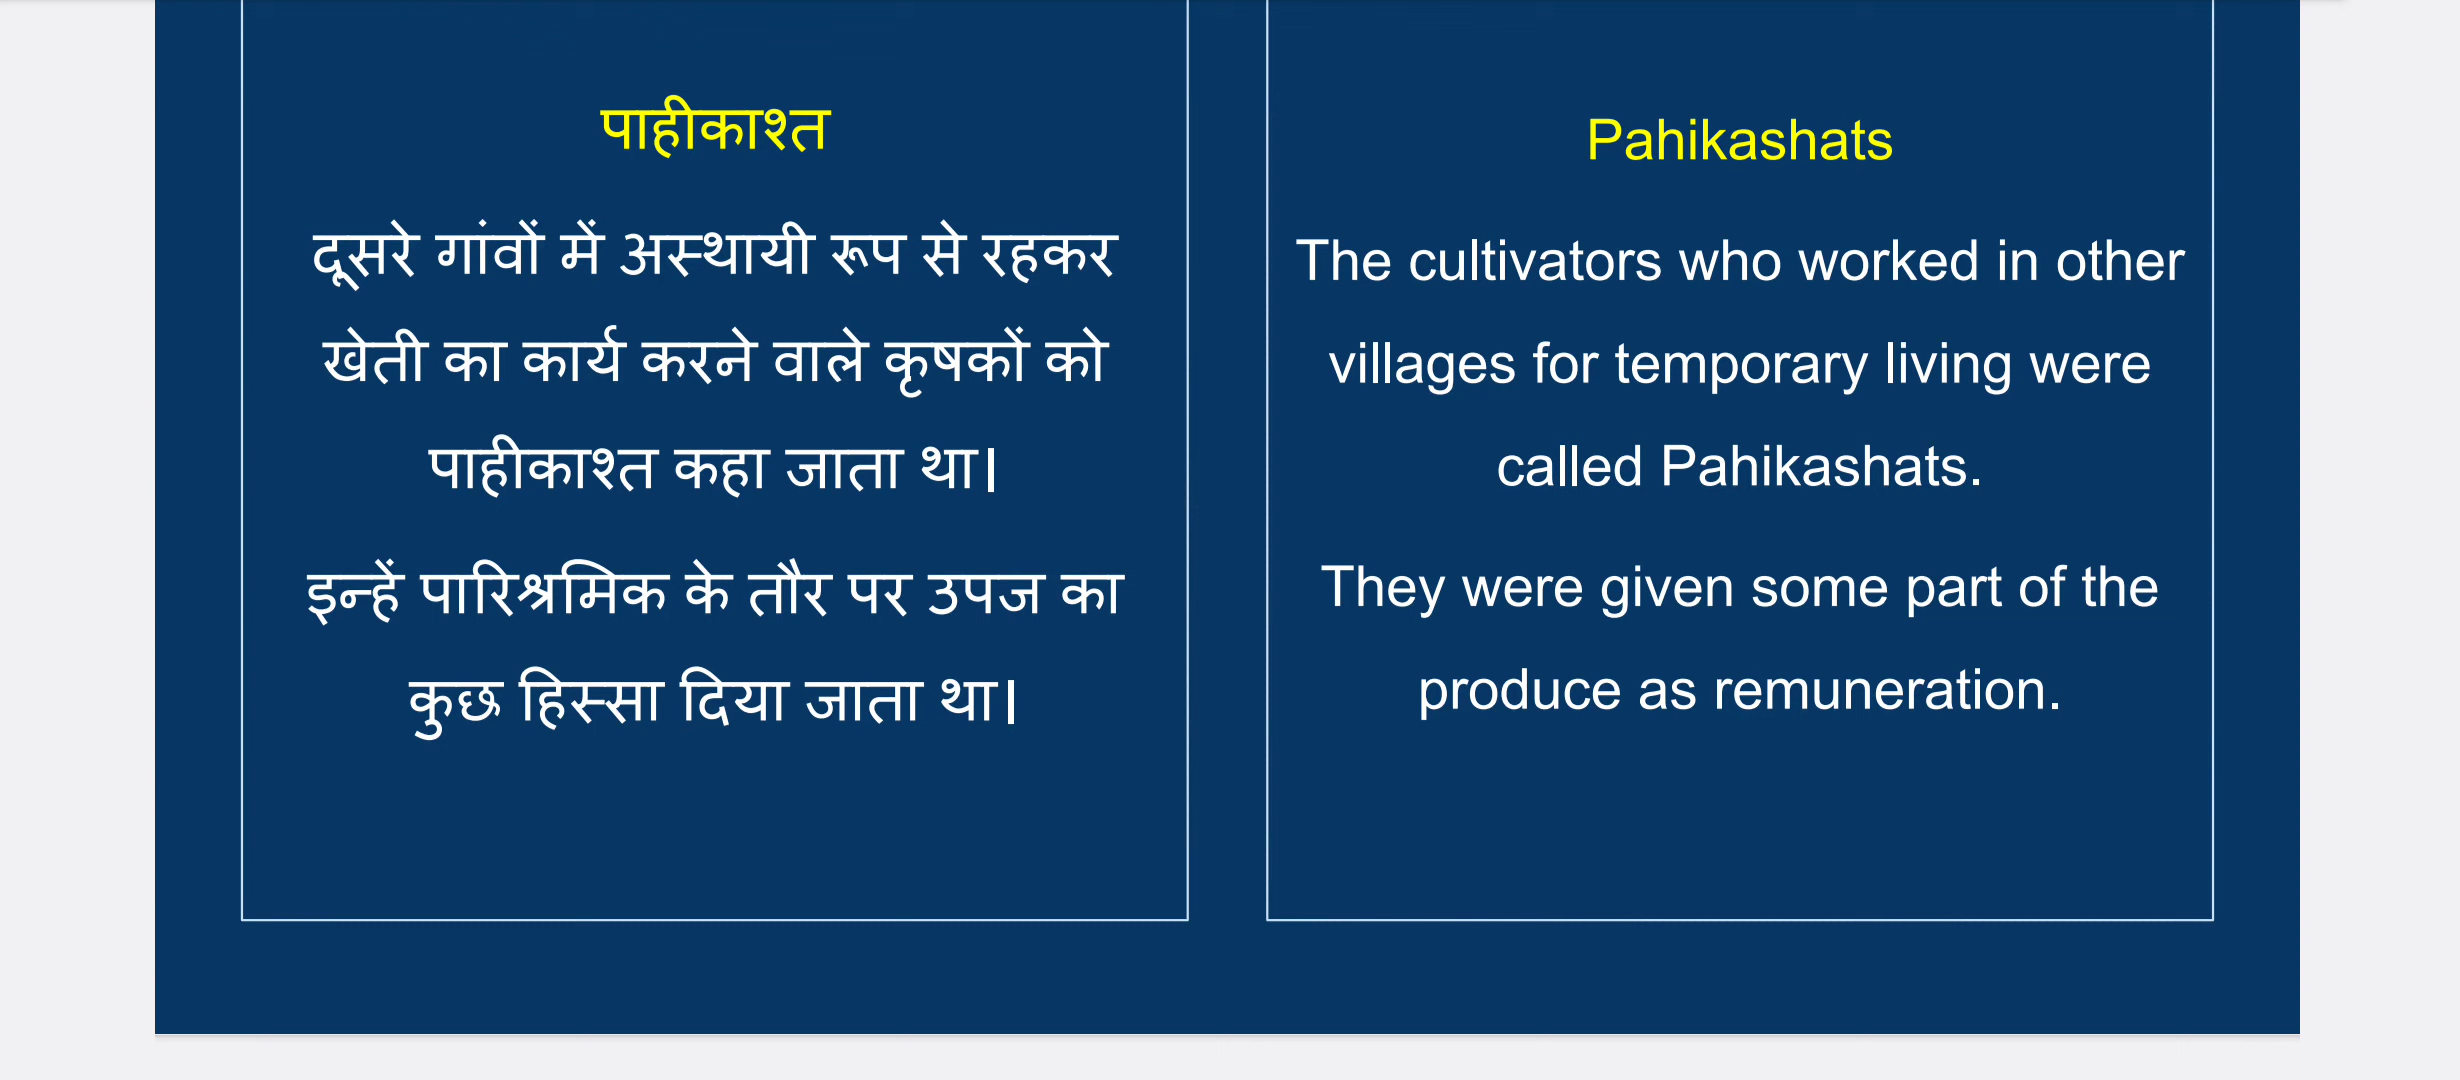 पाहीकाश्त
दूसरे गांवों में अस्थायी रूप से रहकर
खेती का कार्य करने वाले कृषकों को
पाहीकाश्त कहा जाता था।
इन्हें पारिश्रमिक के तौर पर उपज का
कुछ हिस्सा दिया जाता था।
Pahikashats
The cultivators who worked in other
villages for temporary living were
called Pahikashats.
They were given some part of the
produce as remuneration.